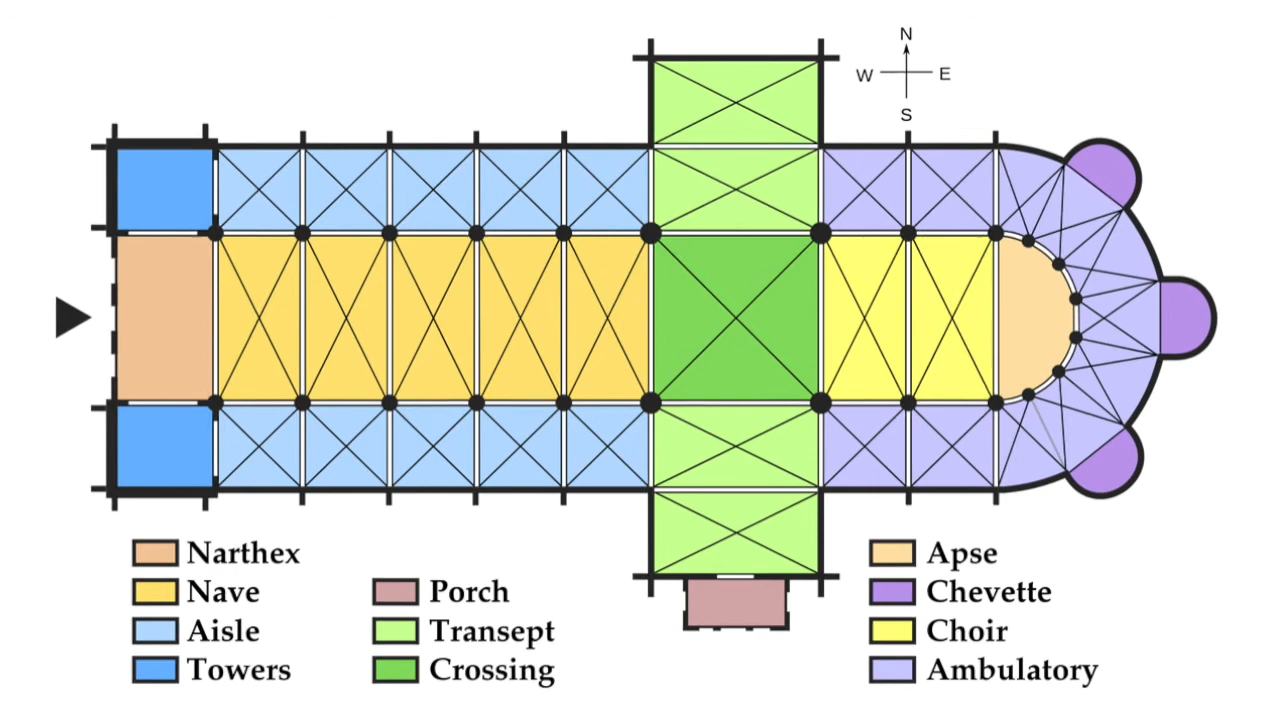 N
W E
S
Narthex
Nave
Aisle
Towers
Porch
Transept
Crossing
Apse
Chevette
Choir
Ambulatory